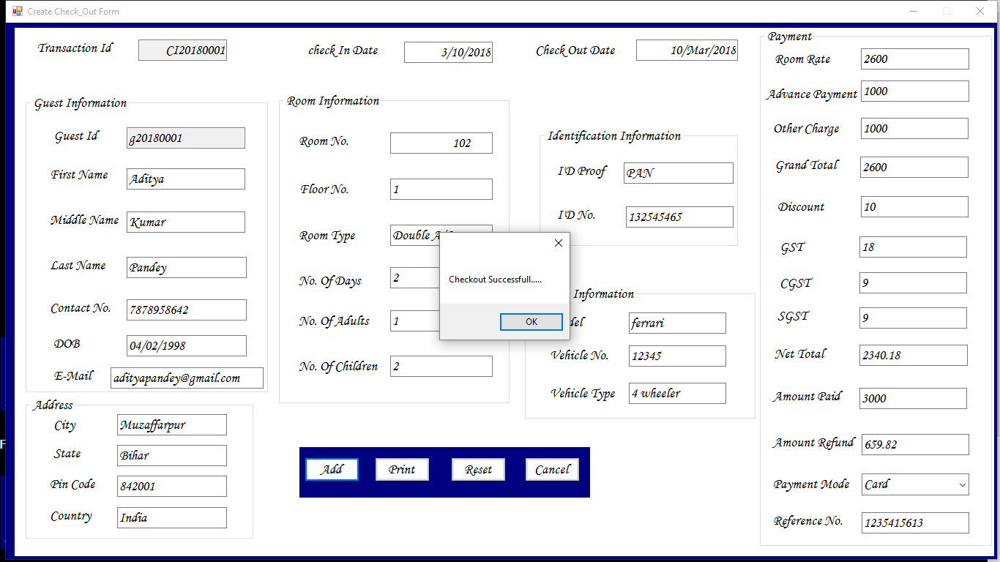 Create Check_Out Form
Transaction Id CI20180001
check In Date 3/10/2018
Check Out Date 10/Mar/2018
Guest Information
Guest Id g20180001
First Name Aditya
Middle Name Kumar
Last Name Pandey
Contact No. 7878958642
DOB 04/02/1998
E-Mail adityapandey@gmail.com
Address
City Muzaffarpur
State Bihar
Pin Code 842001
Country India
Room Information
Room No. 102
Floor No. 1
Room Type Double
No. Of Days 2
No. Of Adults 1
No. Of Children 2
Identification Information
I'D Proof PAN
I'D No. 132545465
Checkout Successfull.....
OK
Information
ferrari
Vehicle No. 12345
Vehicle Type 4 wheeler
Add Print Reset Cancel
Payment
Room Rate 2600
Advance Payment 1000
Other Charge 1000
Grand Total 2600
Discount 10
GST 18
CGST 9
SGST 9
Net Total 2340.18
Amount Paid 3000
Amount Refund 659.82
Payment Mode Card
Reference No. 1235415613